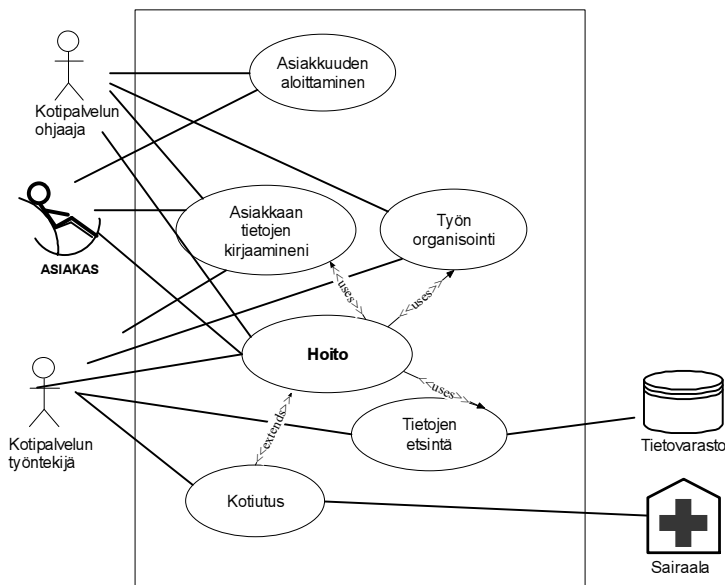 Asiakkuuden
aloittaminen
Kotipalvelun
ohjaaja
Asiakkaan
tietojen
kirjaamineni
Työn
organisointi
ASIAKAS
<<uses>>
<<uses>>
Hoito
<<uses>>
Kotipalvelun
työntekijä
<<extends>>
Tietojen
etsintä
Tietovarasto
Kotiutus
Sairaala